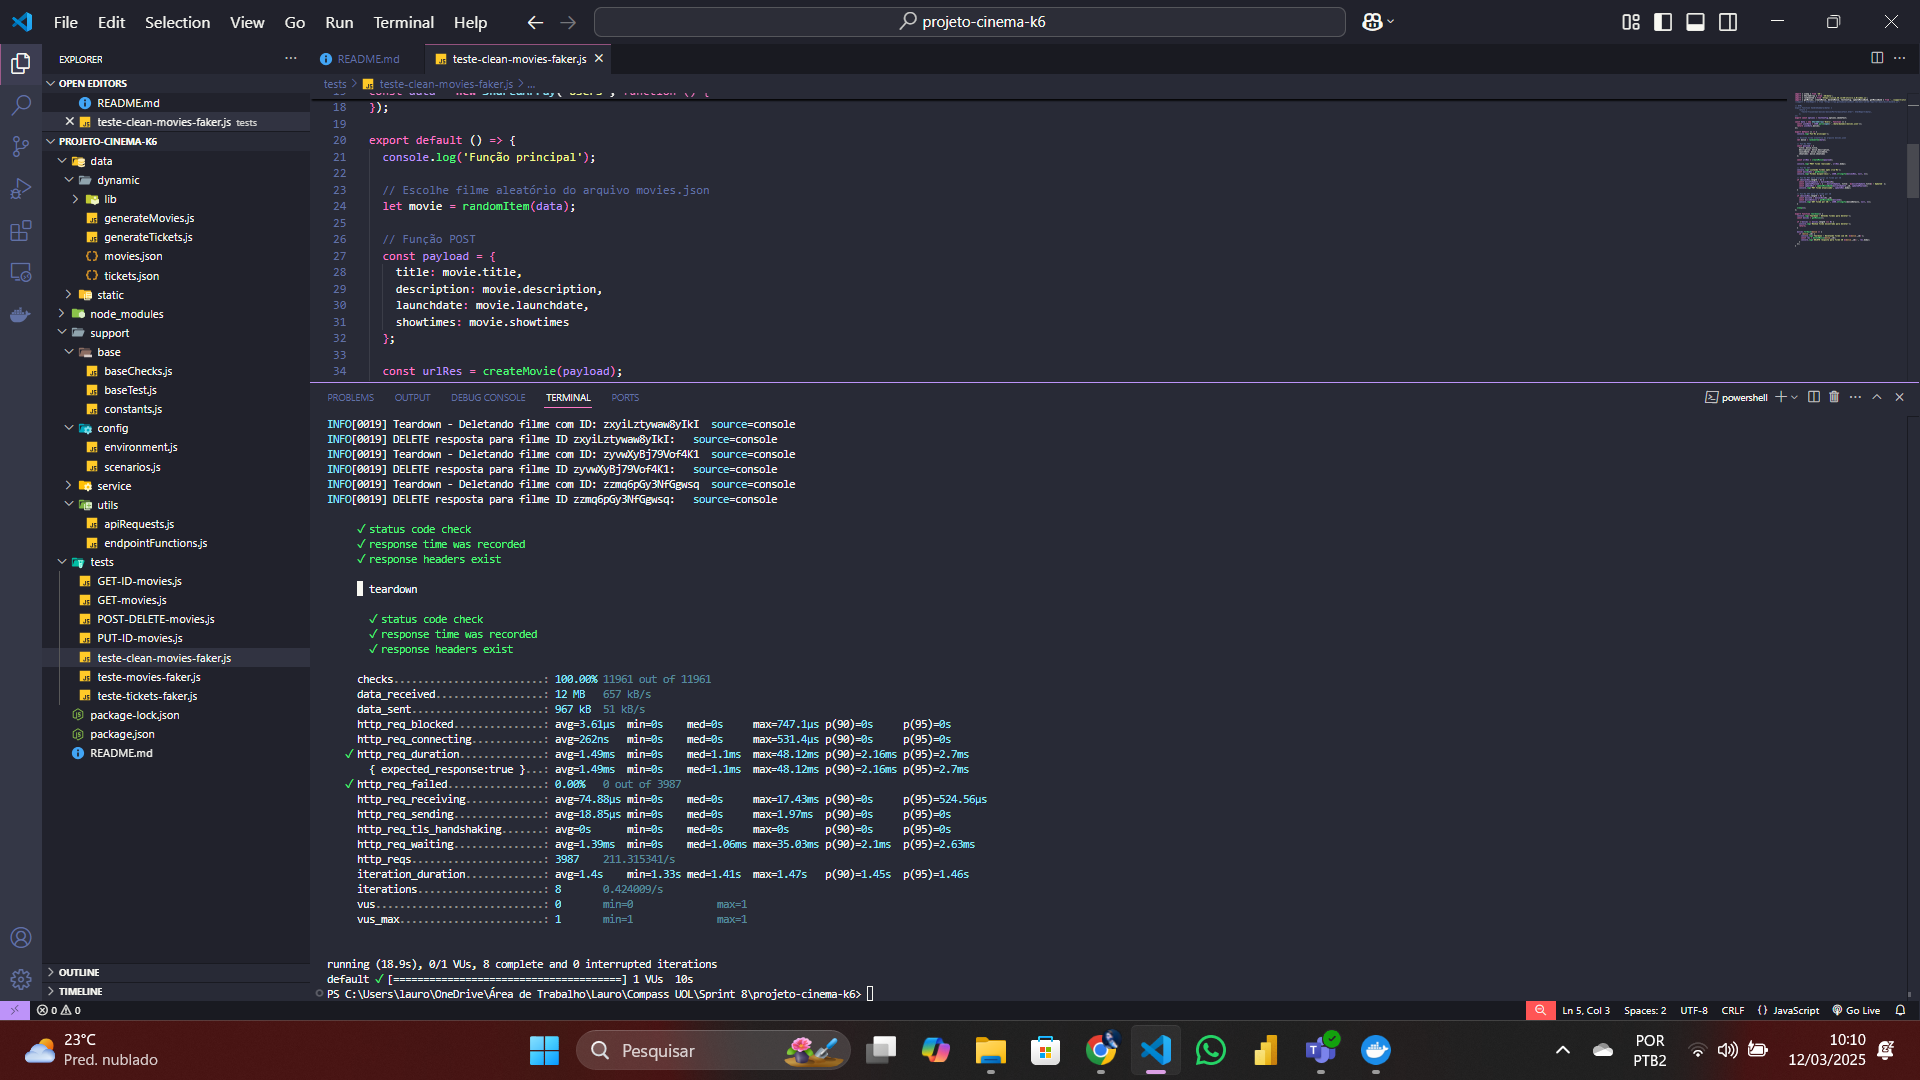 File Edit Selection View Go Run Terminal Help
projeto-cinema-k6
EXPLORER
OPEN EDITORS
README.md
teste-clean-movies-faker.js tests
PROJETO-CINEMA-K6
data
dynamic
lib
generateMovies.js
generateTickets.js
movies.json
tickets.json
static
node_modules
support
base
baseChecks.js
baseTest.js
constants.js
config
environment.js
scenarios.js
service
utils
apiRequests.js
endpointFunctions.js
tests
GET-ID-movies.js
GET-movies.js
POST-DELETE-movies.js
PUT-ID-movies.js
teste-clean-movies-faker.js
teste-movies-faker.js
teste-tickets-faker.js
package-lock.json
package.json
README.md
OUTLINE
TIMELINE
README.md
teste-clean-movies-faker.js
tests > teste-clean-movies-faker.js > ...
18 });
19
20 export default () => {
21 console.log('Função principal');
22
23 // Escolhe filme aleatório do arquivo movies.json
24 let movie = randomItem(data);
25
26 // Função POST
27 const payload = {
28 title: movie.title,
29 description: movie.description,
30 launchdate: movie.launchdate,
31 showtimes: movie.showtimes
32 };
33
34 const urlRes = createMovie(payload);
PROBLEMS OUTPUT DEBUG CONSOLE TERMINAL PORTS
powershell
INFO[0019] Teardown - Deletando filme com ID: zxyiLztywaw8yIkI source=console
INFO[0019] DELETE resposta para filme ID zxyiLztywaw8yIkI: source=console
INFO[0019] Teardown - Deletando filme com ID: zyvwXyBj79Vof4K1 source=console
INFO[0019] DELETE resposta para filme ID zyvwXyBj79Vof4K1: source=console
INFO[0019] Teardown - Deletando filme com ID: zzmq6pGy3NfGgwsq source=console
INFO[0019] DELETE resposta para filme ID zzmq6pGy3NfGgwsq: source=console
✓ status code check
✓ response time was recorded
✓ response headers exist
█ teardown
✓ status code check
✓ response time was recorded
✓ response headers exist
checks.........................: 100.00% 11961 out of 11961
data_received..................: 12 MB 657 kB/s
data_sent......................: 967 kB 51 kB/s
http_req_blocked...............: avg=3.61µs min=0s med=0s max=747.1µs p(90)=0s p(95)=0s
http_req_connecting............: avg=262ns min=0s med=0s max=531.4µs p(90)=0s p(95)=0s
✓ http_req_duration..............: avg=1.49ms min=0s med=1.1ms max=48.12ms p(90)=2.16ms p(95)=2.7ms
{ expected_response:true }...: avg=1.49ms min=0s med=1.1ms max=48.12ms p(90)=2.16ms p(95)=2.7ms
✓ http_req_failed................: 0.00% 0 out of 3987
http_req_receiving.............: avg=74.88µs min=0s med=0s max=17.43ms p(90)=0s p(95)=524.56µs
http_req_sending...............: avg=18.85µs min=0s med=0s max=1.97ms p(90)=0s p(95)=0s
http_req_tls_handshaking.......: avg=0s min=0s med=0s max=0s p(90)=0s p(95)=0s
http_req_waiting...............: avg=1.39ms min=0s med=1.06ms max=35.03ms p(90)=2.1ms p(95)=2.63ms
http_reqs......................: 3987 211.315341/s
iteration_duration.............: avg=1.4s min=1.33s med=1.41s max=1.47s p(90)=1.45s p(95)=1.46s
iterations.....................: 8 0.424009/s
vus............................: 0 min=0 max=1
vus_max........................: 1 min=1 max=1
running (18.9s), 0/1 VUs, 8 complete and 0 interrupted iterations
default ✓ [======================================] 1 VUs 10s
PS C:\Users\lauro\OneDrive\Área de Trabalho\Lauro\Compass UOL\Sprint 8\projeto-cinema-k6>
0 0
Ln 5, Col 3 Spaces: 2 UTF-8 CRLF {} JavaScript Go Live
23°C
Pred. nublado
Pesquisar
POR
PTB2
10:10
12/03/2025